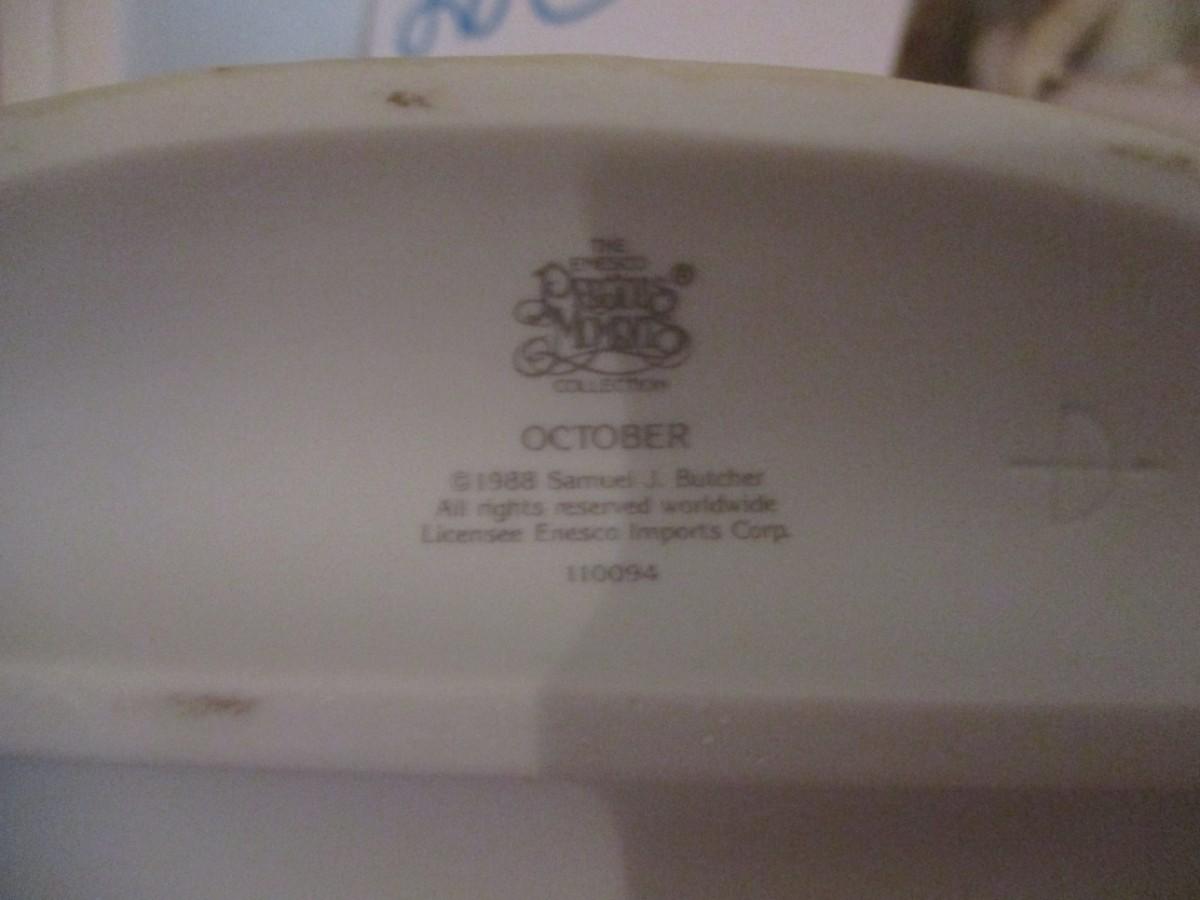 THE
ENESCO
PRECIOUS ®
MOMENTS
COLLECTION
OCTOBER
©1988 Samuel J. Butcher
All rights reserved worldwide
Licensee Enesco Imports Corp.
110094